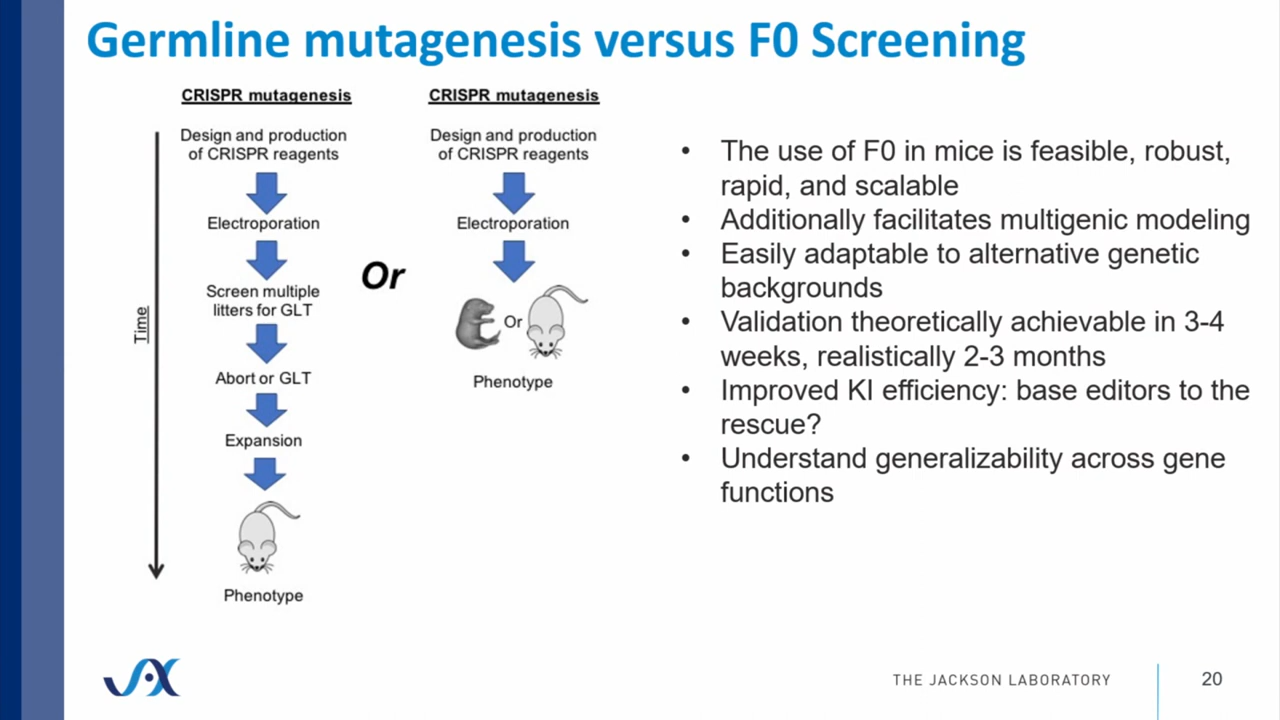 Germline mutagenesis versus F0 Screening
CRISPR mutagenesis
Design and production
of CRISPR reagents
Electroporation
Screen multiple
litters for GLT
Abort or GLT
Expansion
Phenotype
Time
Or
CRISPR mutagenesis
Design and production
of CRISPR reagents
Electroporation
Or
Phenotype
• The use of F0 in mice is feasible, robust,
rapid, and scalable
• Additionally facilitates multigenic modeling
• Easily adaptable to alternative genetic
backgrounds
• Validation theoretically achievable in 3-4
weeks, realistically 2-3 months
• Improved KI efficiency: base editors to the
rescue?
• Understand generalizability across gene
functions
JAX
THE JACKSON LABORATORY
20